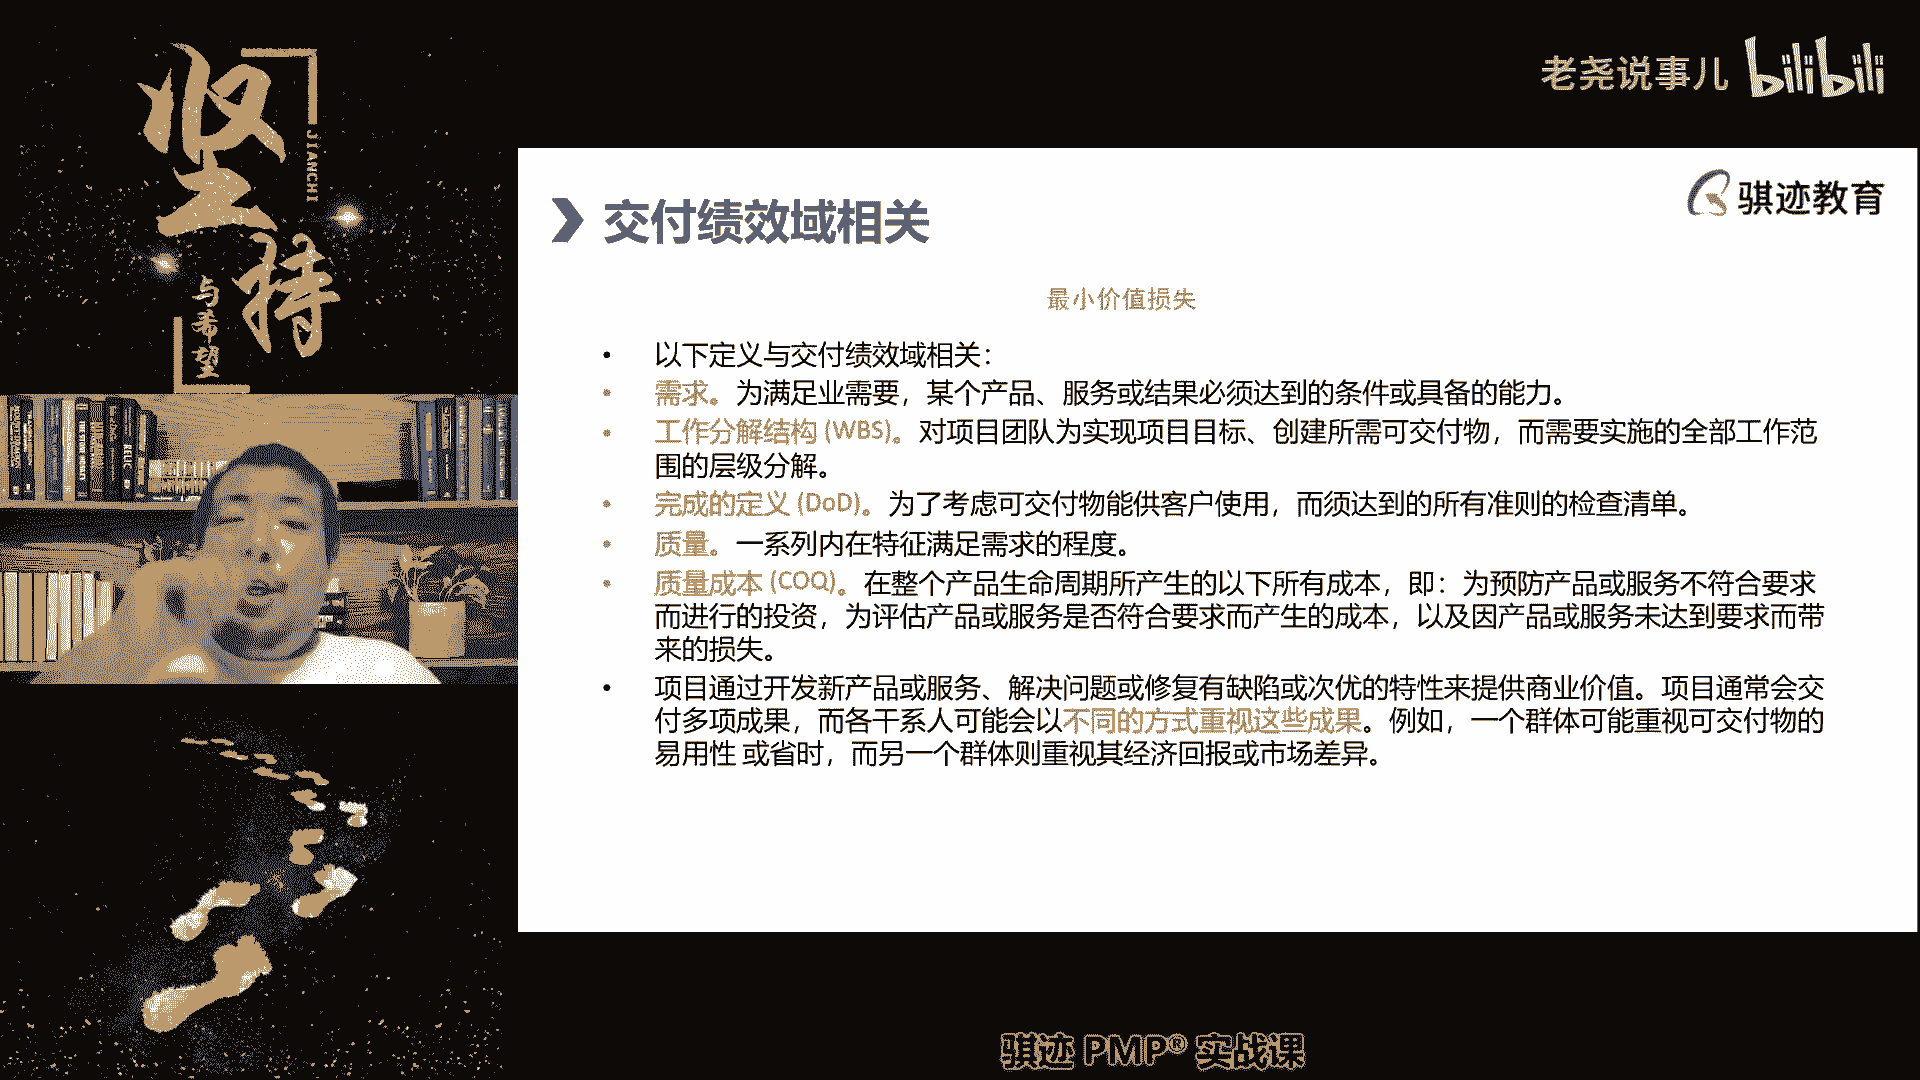 坚持
JIANCHI
与希望
老尧说事儿 bilibili
骐迹教育
交付绩效域相关
最小价值损失
• 以下定义与交付绩效域相关：
• 需求。为满足业需要，某个产品、服务或结果必须达到的条件或具备的能力。
• 工作分解结构 (WBS)。对项目团队为实现项目目标、创建所需可交付物，而需要实施的全部工作范
围的层级分解。
• 完成的定义 (DoD)。为了考虑可交付物能供客户使用，而须达到的所有准则的检查清单。
• 质量。一系列内在特征满足需求的程度。
• 质量成本 (COQ)。在整个产品生命周期所产生的以下所有成本，即：为预防产品或服务不符合要求
而进行的投资，为评估产品或服务是否符合要求而产生的成本，以及因产品或服务未达到要求而带
来的损失。
• 项目通过开发新产品或服务、解决问题或修复有缺陷或次优的特性来提供商业价值。项目通常会交
付多项成果，而各干系人可能会以不同的方式重视这些成果。例如，一个群体可能重视可交付物的
易用性 或省时，而另一个群体则重视其经济回报或市场差异。
骐迹 PMP® 实战课